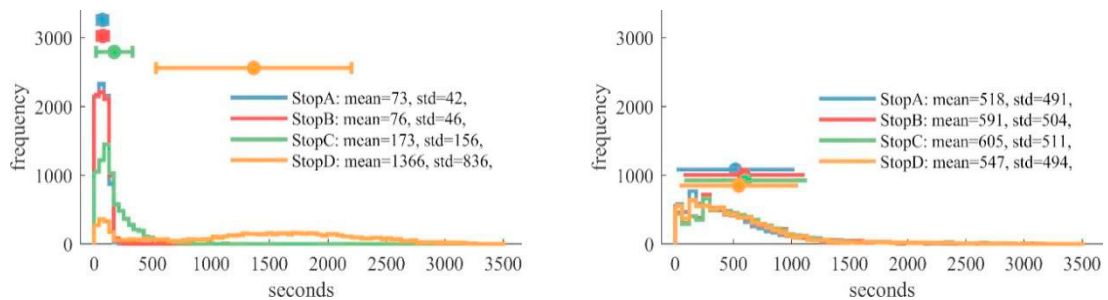 3000
2000
1000
0
frequency
StopA: mean=73, std=42,
StopB: mean=76, std=46,
StopC: mean=173, std=156,
StopD: mean=1366, std=836,
0 500 1000 1500 2000 2500 3000 3500
seconds
3000
2000
1000
0
frequency
StopA: mean=518, std=491,
StopB: mean=591, std=504,
StopC: mean=605, std=511,
StopD: mean=547, std=494,
0 500 1000 1500 2000 2500 3000 3500
seconds